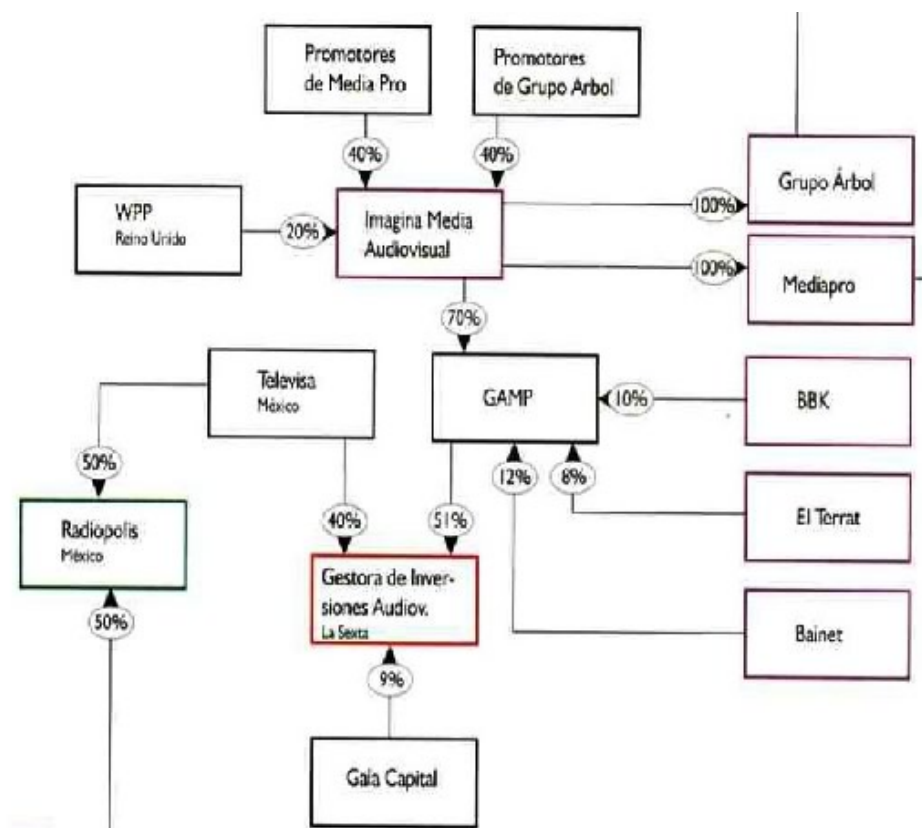 Promotores
de Media Pro
Promotores
de Grupo Arbol
40%
40%
Grupo Árbol
WPP
Reino Unido
20%
Imagina Media
Audiovisual
100%
100%
Mediapro
70%
Televisa
México
GAMP
10%
BBK
50%
12%
8%
Radiopolis
México
40%
51%
El Terrat
Gestora de Inver-
siones Audiov.
La Sexta
50%
Bainet
9%
Gala Capital